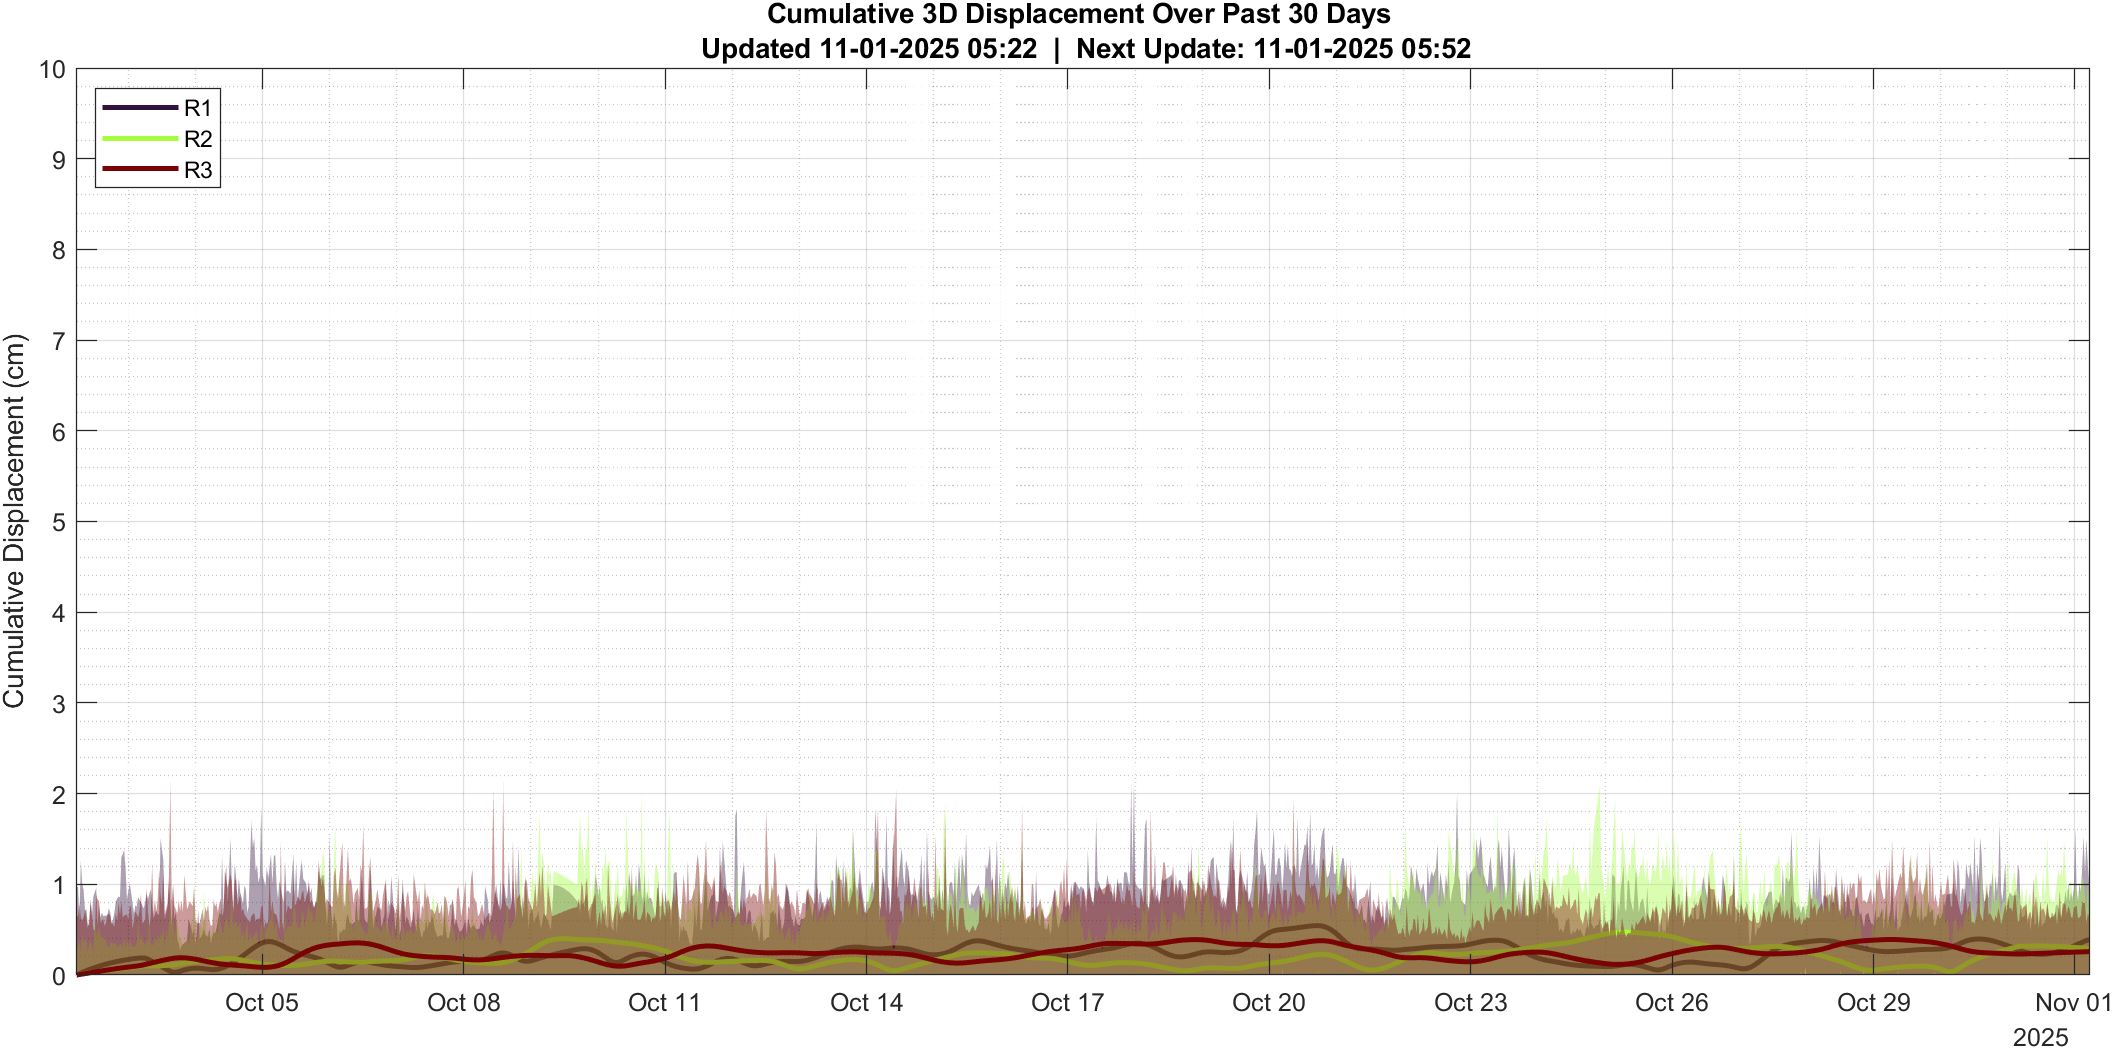 Cumulative 3D Displacement Over Past 30 Days
Updated 11-01-2025 05:22 | Next Update: 11-01-2025 05:52
Cumulative Displacement (cm)
10
9
8
7
6
5
4
3
2
1
0
R1
R2
R3
Oct 05 Oct 08 Oct 11 Oct 14 Oct 17 Oct 20 Oct 23 Oct 26 Oct 29 Nov 01
2025